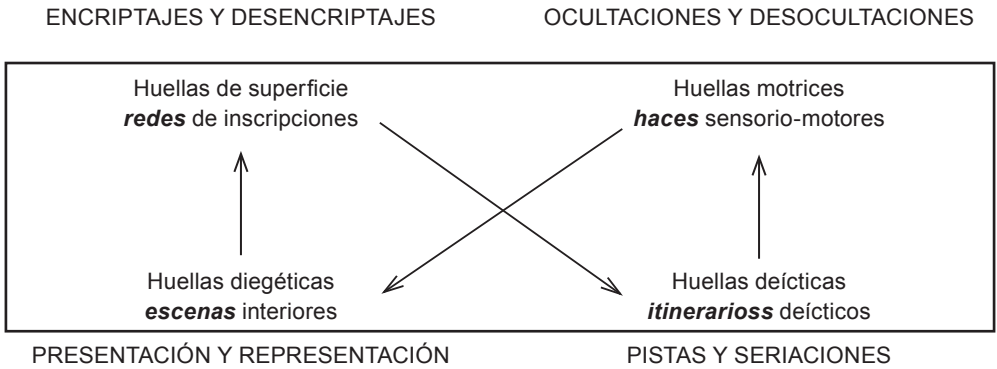 ENCRIPTAJES Y DESENCRIPTAJES
OCULTACIONES Y DESOCULTACIONES
Huellas de superficie
redes de inscripciones
Huellas motrices
haces sensorio-motores
Huellas diegéticas
escenas interiores
Huellas deícticas
itinerarioss deícticos
PRESENTACIÓN Y REPRESENTACIÓN
PISTAS Y SERIACIONES